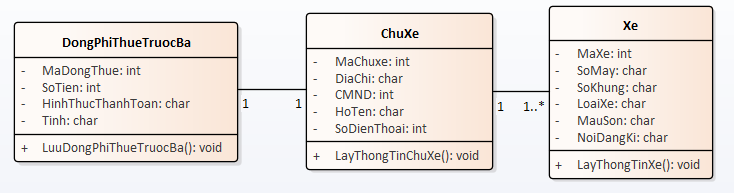 DongPhiThueTruocBa
- MaDongThue: int
- SoTien: int
- HinhThucThanhToan: char
- Tinh: char
+ LuuDongPhiThueTruocBa(): void
1
1
ChuXe
- MaChuxe: int
- DiaChi: char
- CMND: int
- HoTen: char
- SoDienThoai: int
+ LayThongTinChuXe(): void
1
1..*
Xe
- MaXe: int
- SoMay: char
- SoKhung: char
- LoaiXe: char
- MauSon: char
- NoiDangKi: char
+ LayThongTinXe(): void